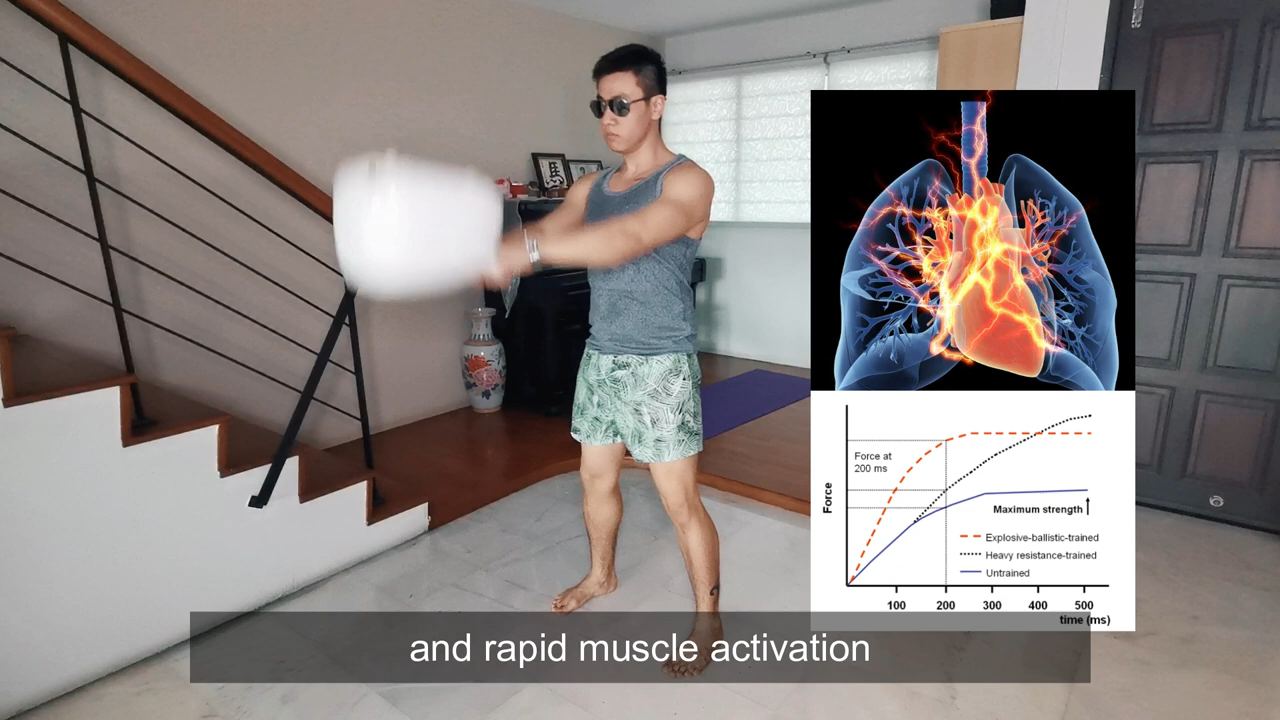 馬
Force at
200 ms
Force
Maximum strength
Explosive-ballistic-trained
Heavy resistance-trained
Untrained
100 200 300 400 500
time (ms)
and rapid muscle activation